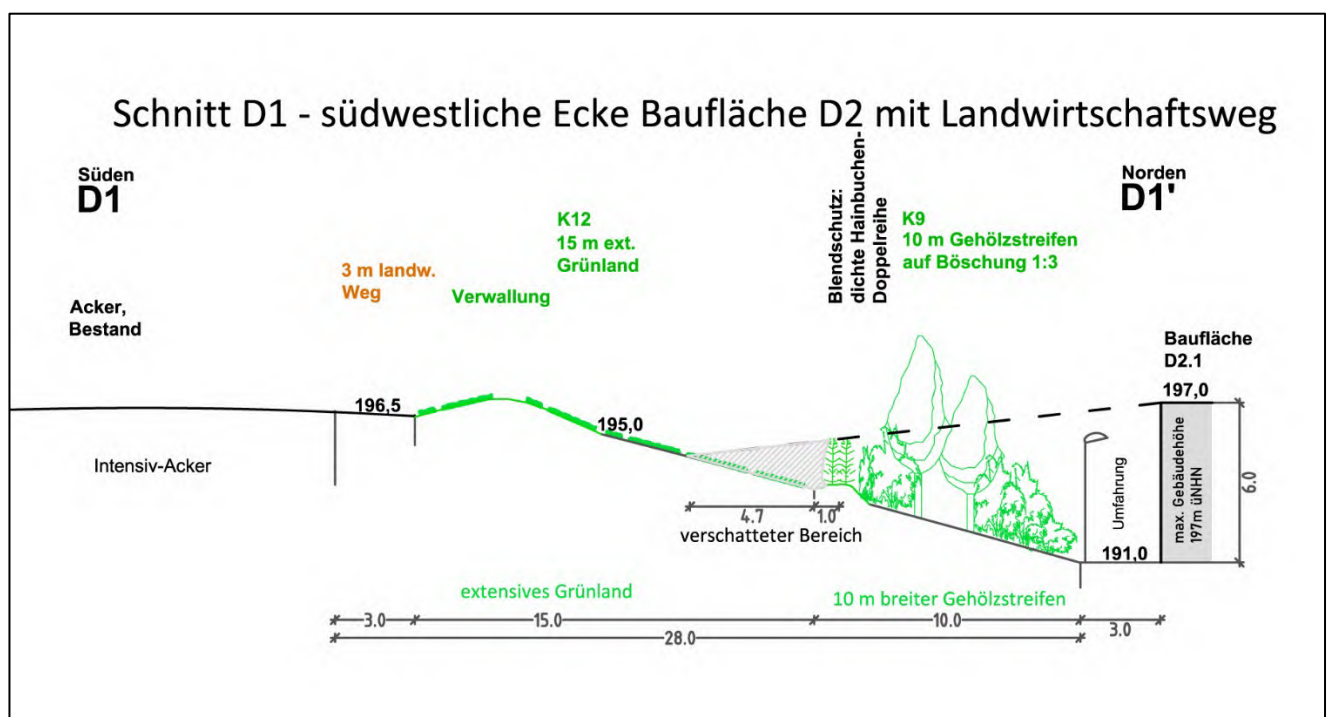 Schnitt D1 - südwestliche Ecke Baufläche D2 mit Landwirtschaftsweg
Süden
D1
Blendschutz:
dichte Hainbuchen-
Doppelreihe
Norden
D1'
K12
15 m ext.
Grünland
K9
10 m Gehölzstreifen
auf Böschung 1:3
3 m landw.
Weg
Verwallung
Acker,
Bestand
Baufläche
D2.1
196,5
195,0
197,0
Intensiv-Acker
Umfahrung
max. Gebäudehöhe
197m üNHN
6.0
4.7
1.0
verschatteter Bereich
191,0
extensives Grünland
10 m breiter Gehölzstreifen
3.0
15.0
10.0
3.0
28.0